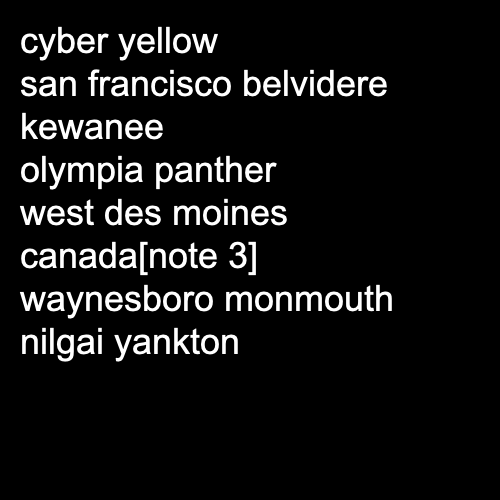 cyber yellow
san francisco belvidere
kewanee
olympia panther
west des moines
canada[note 3]
waynesboro monmouth
nilgai yankton